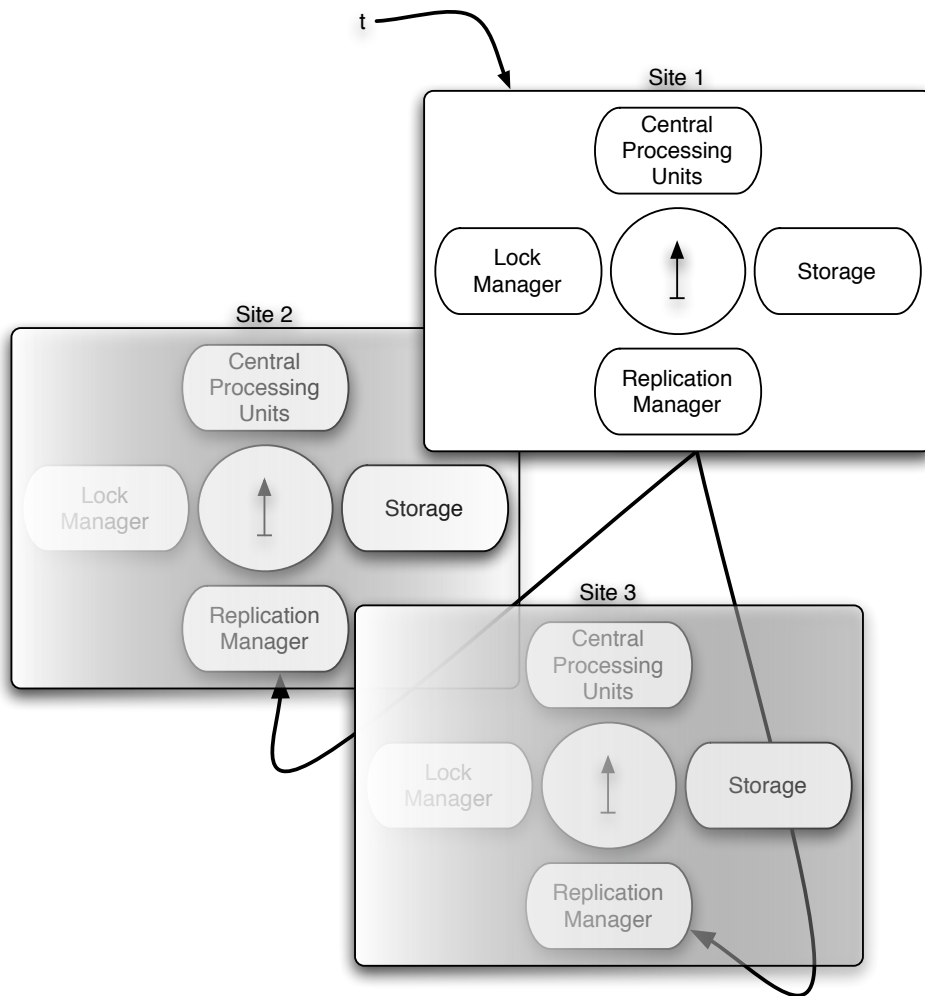 t
Site 1
Central
Processing
Units
Lock
Manager
Storage
Replication
Manager
Site 2
Central
Processing
Units
Lock
Manager
Storage
Replication
Manager
Site 3
Central
Processing
Units
Lock
Manager
Storage
Replication
Manager